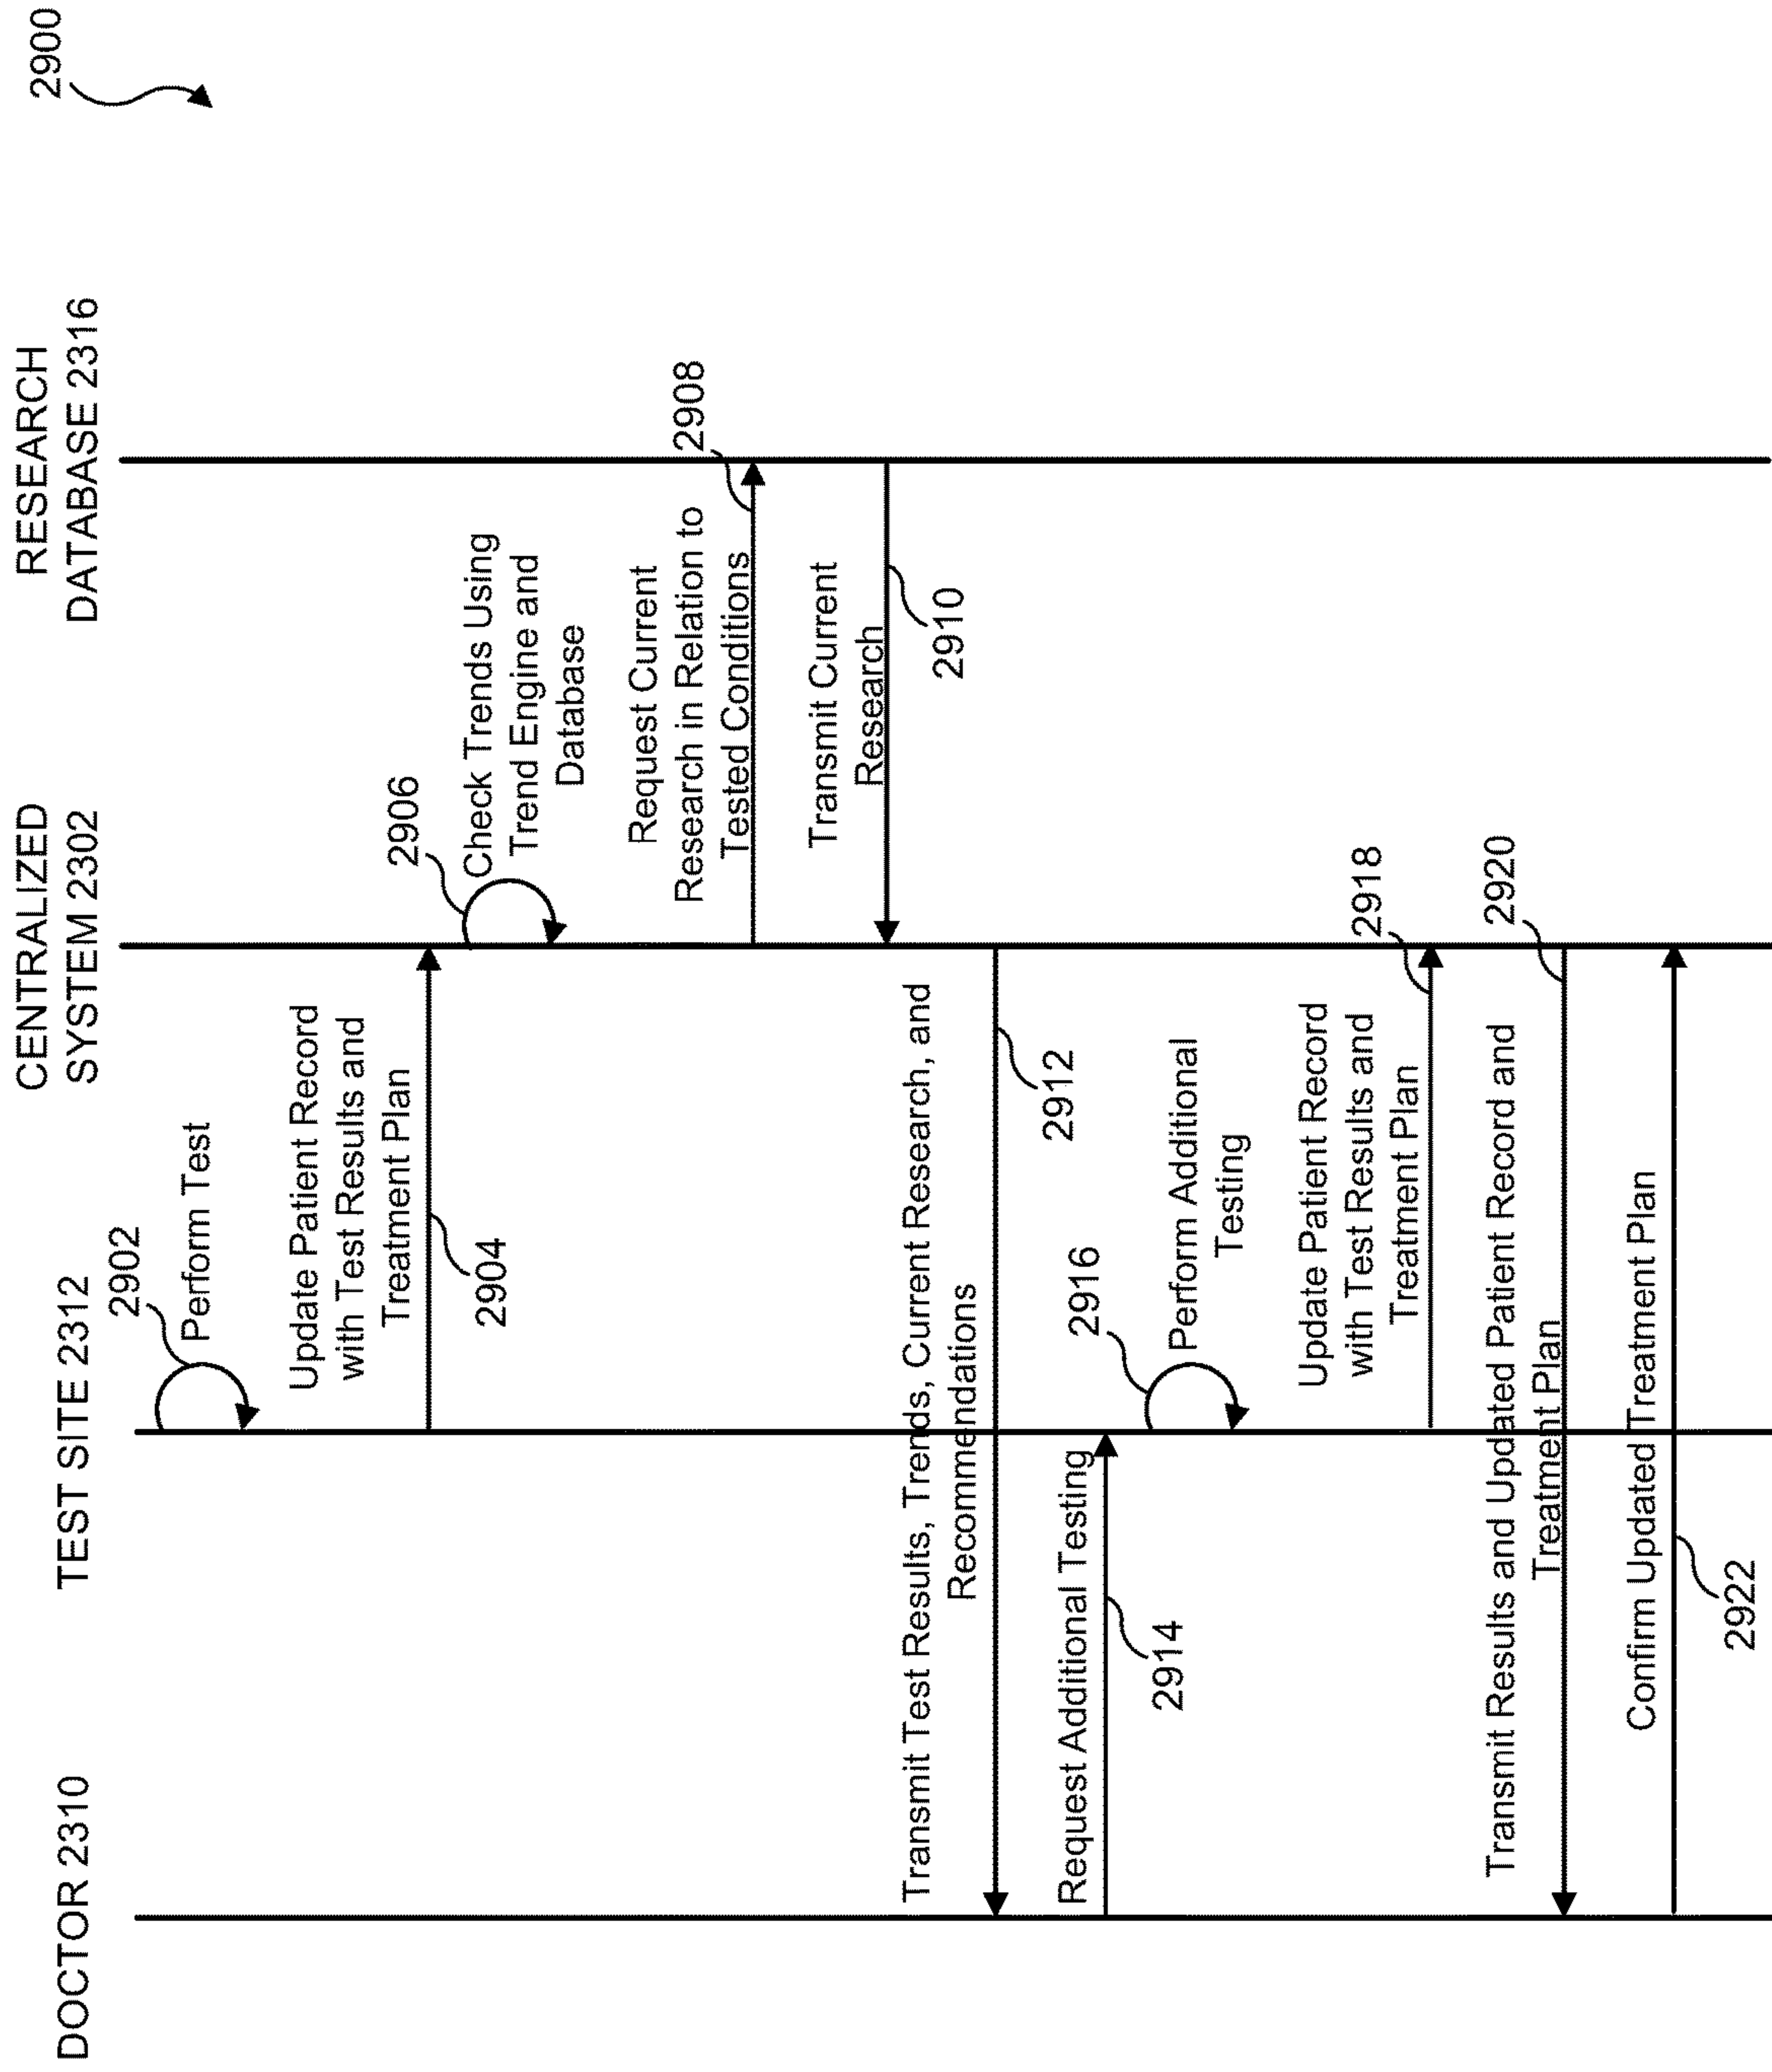 2900
DOCTOR 2310
TEST SITE 2312
CENTRALIZED
SYSTEM 2302
RESEARCH
DATABASE 2316
2902
Perform Test
Update Patient Record
with Test Results and
Treatment Plan
2904
2906
Check Trends Using
Trend Engine and
Database
Request Current
Research in Relation to
Tested Conditions
2908
Transmit Current
Research
2910
Transmit Test Results, Trends, Current Research, and
Recommendations
2912
Request Additional Testing
2914
2916
Perform Additional
Testing
Update Patient Record
with Test Results and
Treatment Plan
2918
Transmit Results and Updated Patient Record and
Treatment Plan
2920
Confirm Updated Treatment Plan
2922